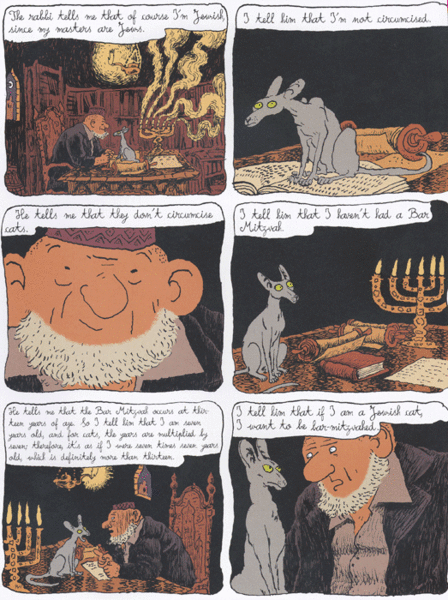 The rabbi tells me that of course I'm Jewish,
since my masters are Jews.
I tell him that I'm not circumcised.
He tells me that they don't circumcise
cats.
I tell him that I haven't had a Bar
Mitzvah.
He tells me that the Bar Mitzvah occurs at thir-
teen years of age. So I tell him that I am seven
years old, and for cats, the years are multiplied by
seven; therefore, it's as if I were seven times seven years
old, which is definitely more than thirteen.
I tell him that if I am a Jewish cat,
I want to be bar-mitzvahed.